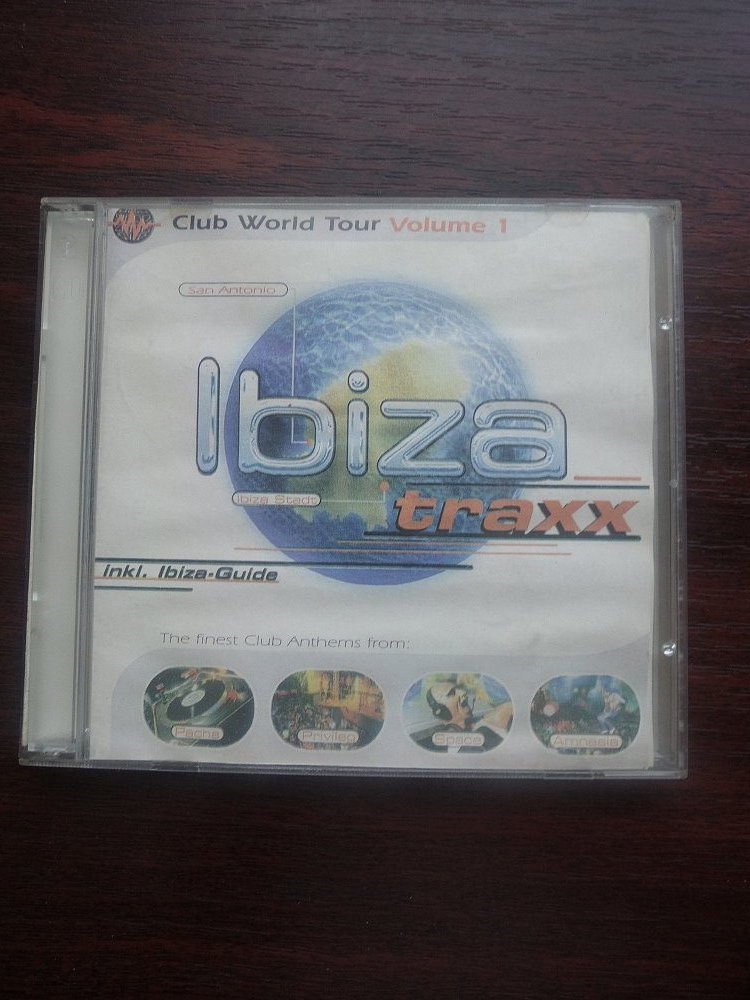 Club World Tour Volume 1
San Antonio
Ibiza
Ibiza Stadt
traxx
inkl. Ibiza-Guide
The finest Club Anthems from:
Pacha
Privileg
Space
Amnesia